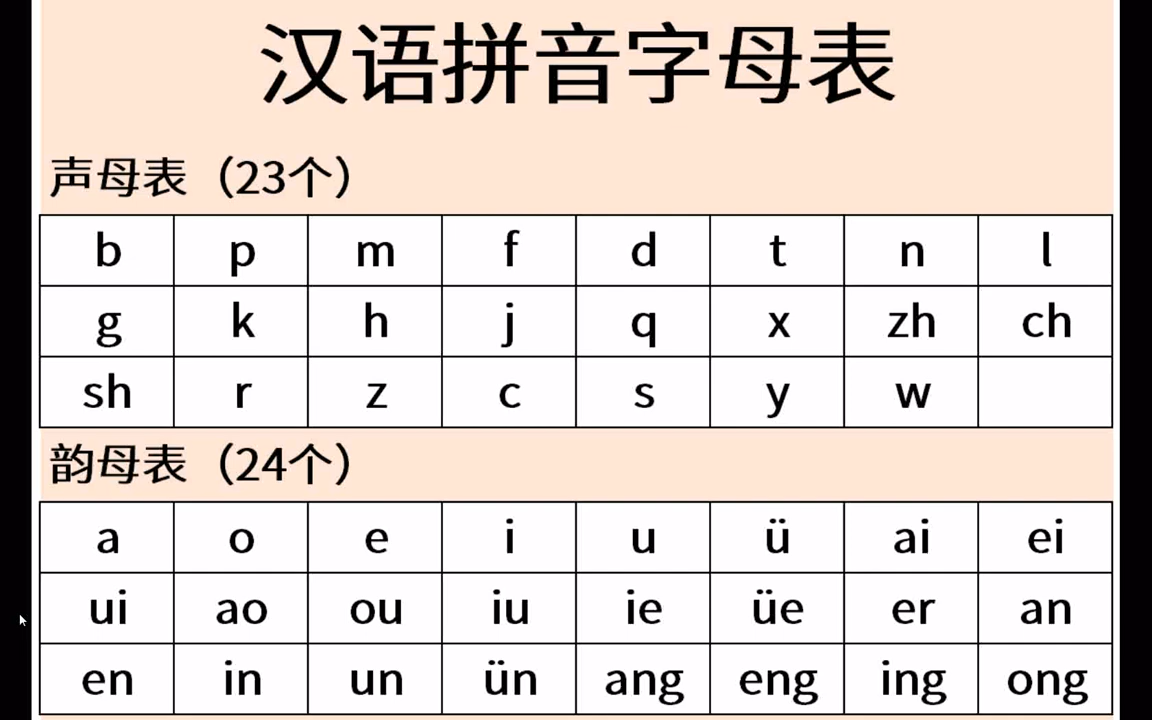 汉语拼音字母表
声母表（23个）
b p m f d t n l
g k h j q x zh ch
sh r z c s y w
韵母表（24个）
a o e i u ü ai ei
ui ao ou iu ie üe er an
en in un ün ang eng ing ong